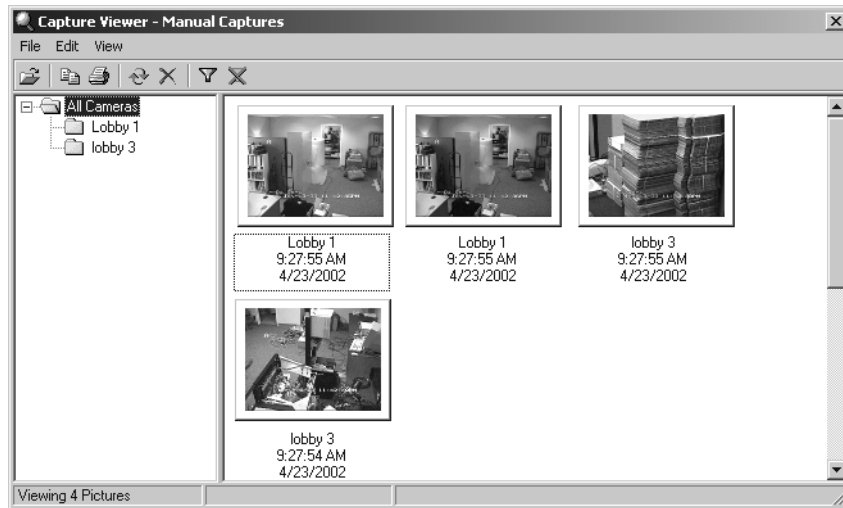 Capture Viewer - Manual Captures
File Edit View
All Cameras
Lobby 1
lobby 3
Lobby 1
9:27:55 AM
4/23/2002
Lobby 1
9:27:55 AM
4/23/2002
lobby 3
9:27:55 AM
4/23/2002
lobby 3
9:27:54 AM
4/23/2002
Viewing 4 Pictures